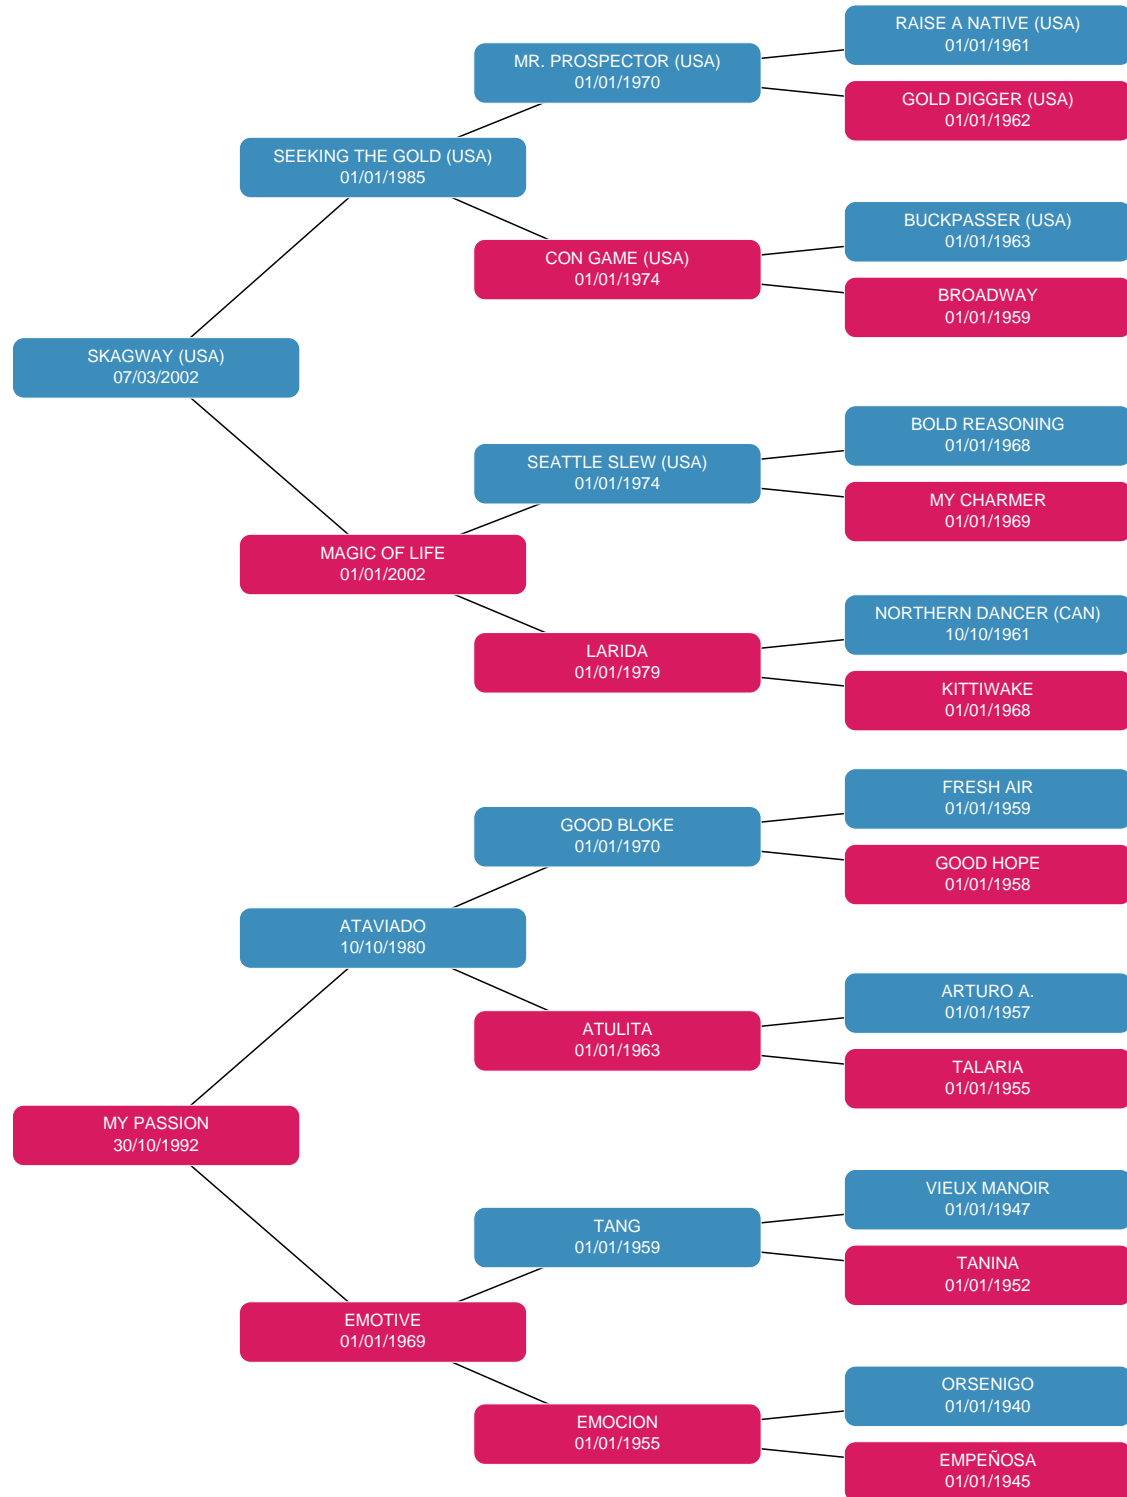 RAISE A NATIVE (USA)
01/01/1961
MR. PROSPECTOR (USA)
01/01/1970
GOLD DIGGER (USA)
01/01/1962
SEEKING THE GOLD (USA)
01/01/1985
BUCKPASSER (USA)
01/01/1963
CON GAME (USA)
01/01/1974
BROADWAY
01/01/1959
SKAGWAY (USA)
07/03/2002
BOLD REASONING
01/01/1968
SEATTLE SLEW (USA)
01/01/1974
MY CHARMER
01/01/1969
MAGIC OF LIFE
01/01/2002
NORTHERN DANCER (CAN)
10/10/1961
LARIDA
01/01/1979
KITTIWAKE
01/01/1968
FRESH AIR
01/01/1959
GOOD BLOKE
01/01/1970
GOOD HOPE
01/01/1958
ATAVIADO
10/10/1980
ARTURO A.
01/01/1957
ATULITA
01/01/1963
TALARIA
01/01/1955
MY PASSION
30/10/1992
VIEUX MANOIR
01/01/1947
TANG
01/01/1959
TANINA
01/01/1952
EMOTIVE
01/01/1969
ORSENIGO
01/01/1940
EMOCION
01/01/1955
EMPEÑOSA
01/01/1945